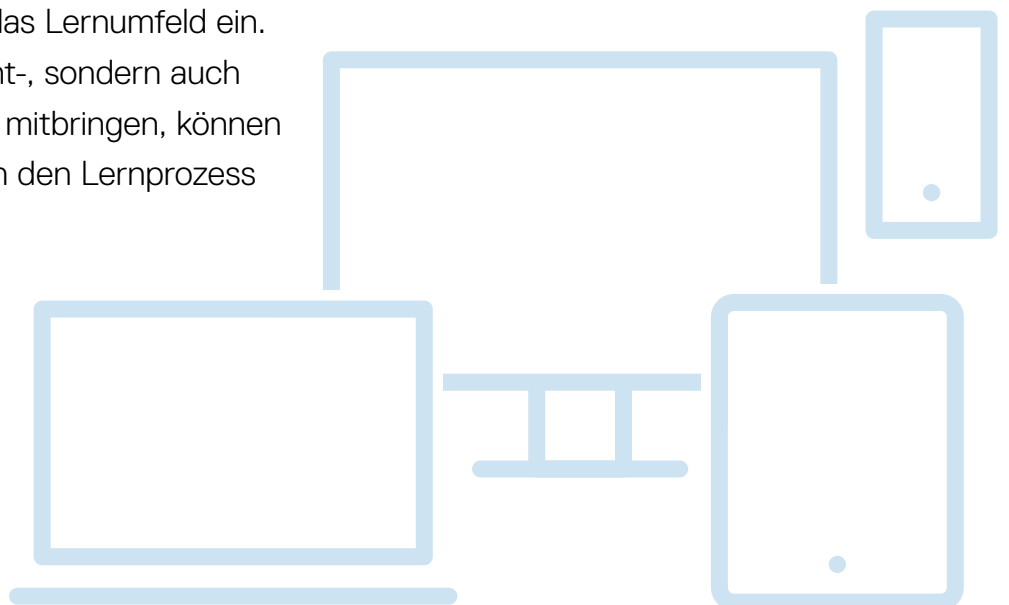 das Lernumfeld ein.
nt-, sondern auch
mitbringen, können
n den Lernprozess